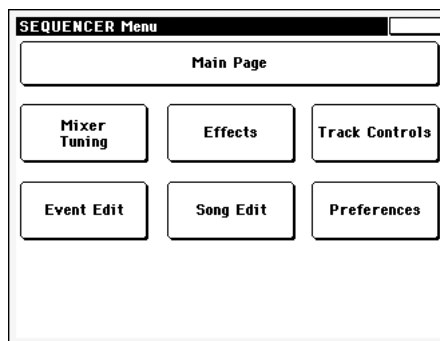 SEQUENCER Menu
Main Page
Mixer
Tuning
Effects
Track Controls
Event Edit
Song Edit
Preferences